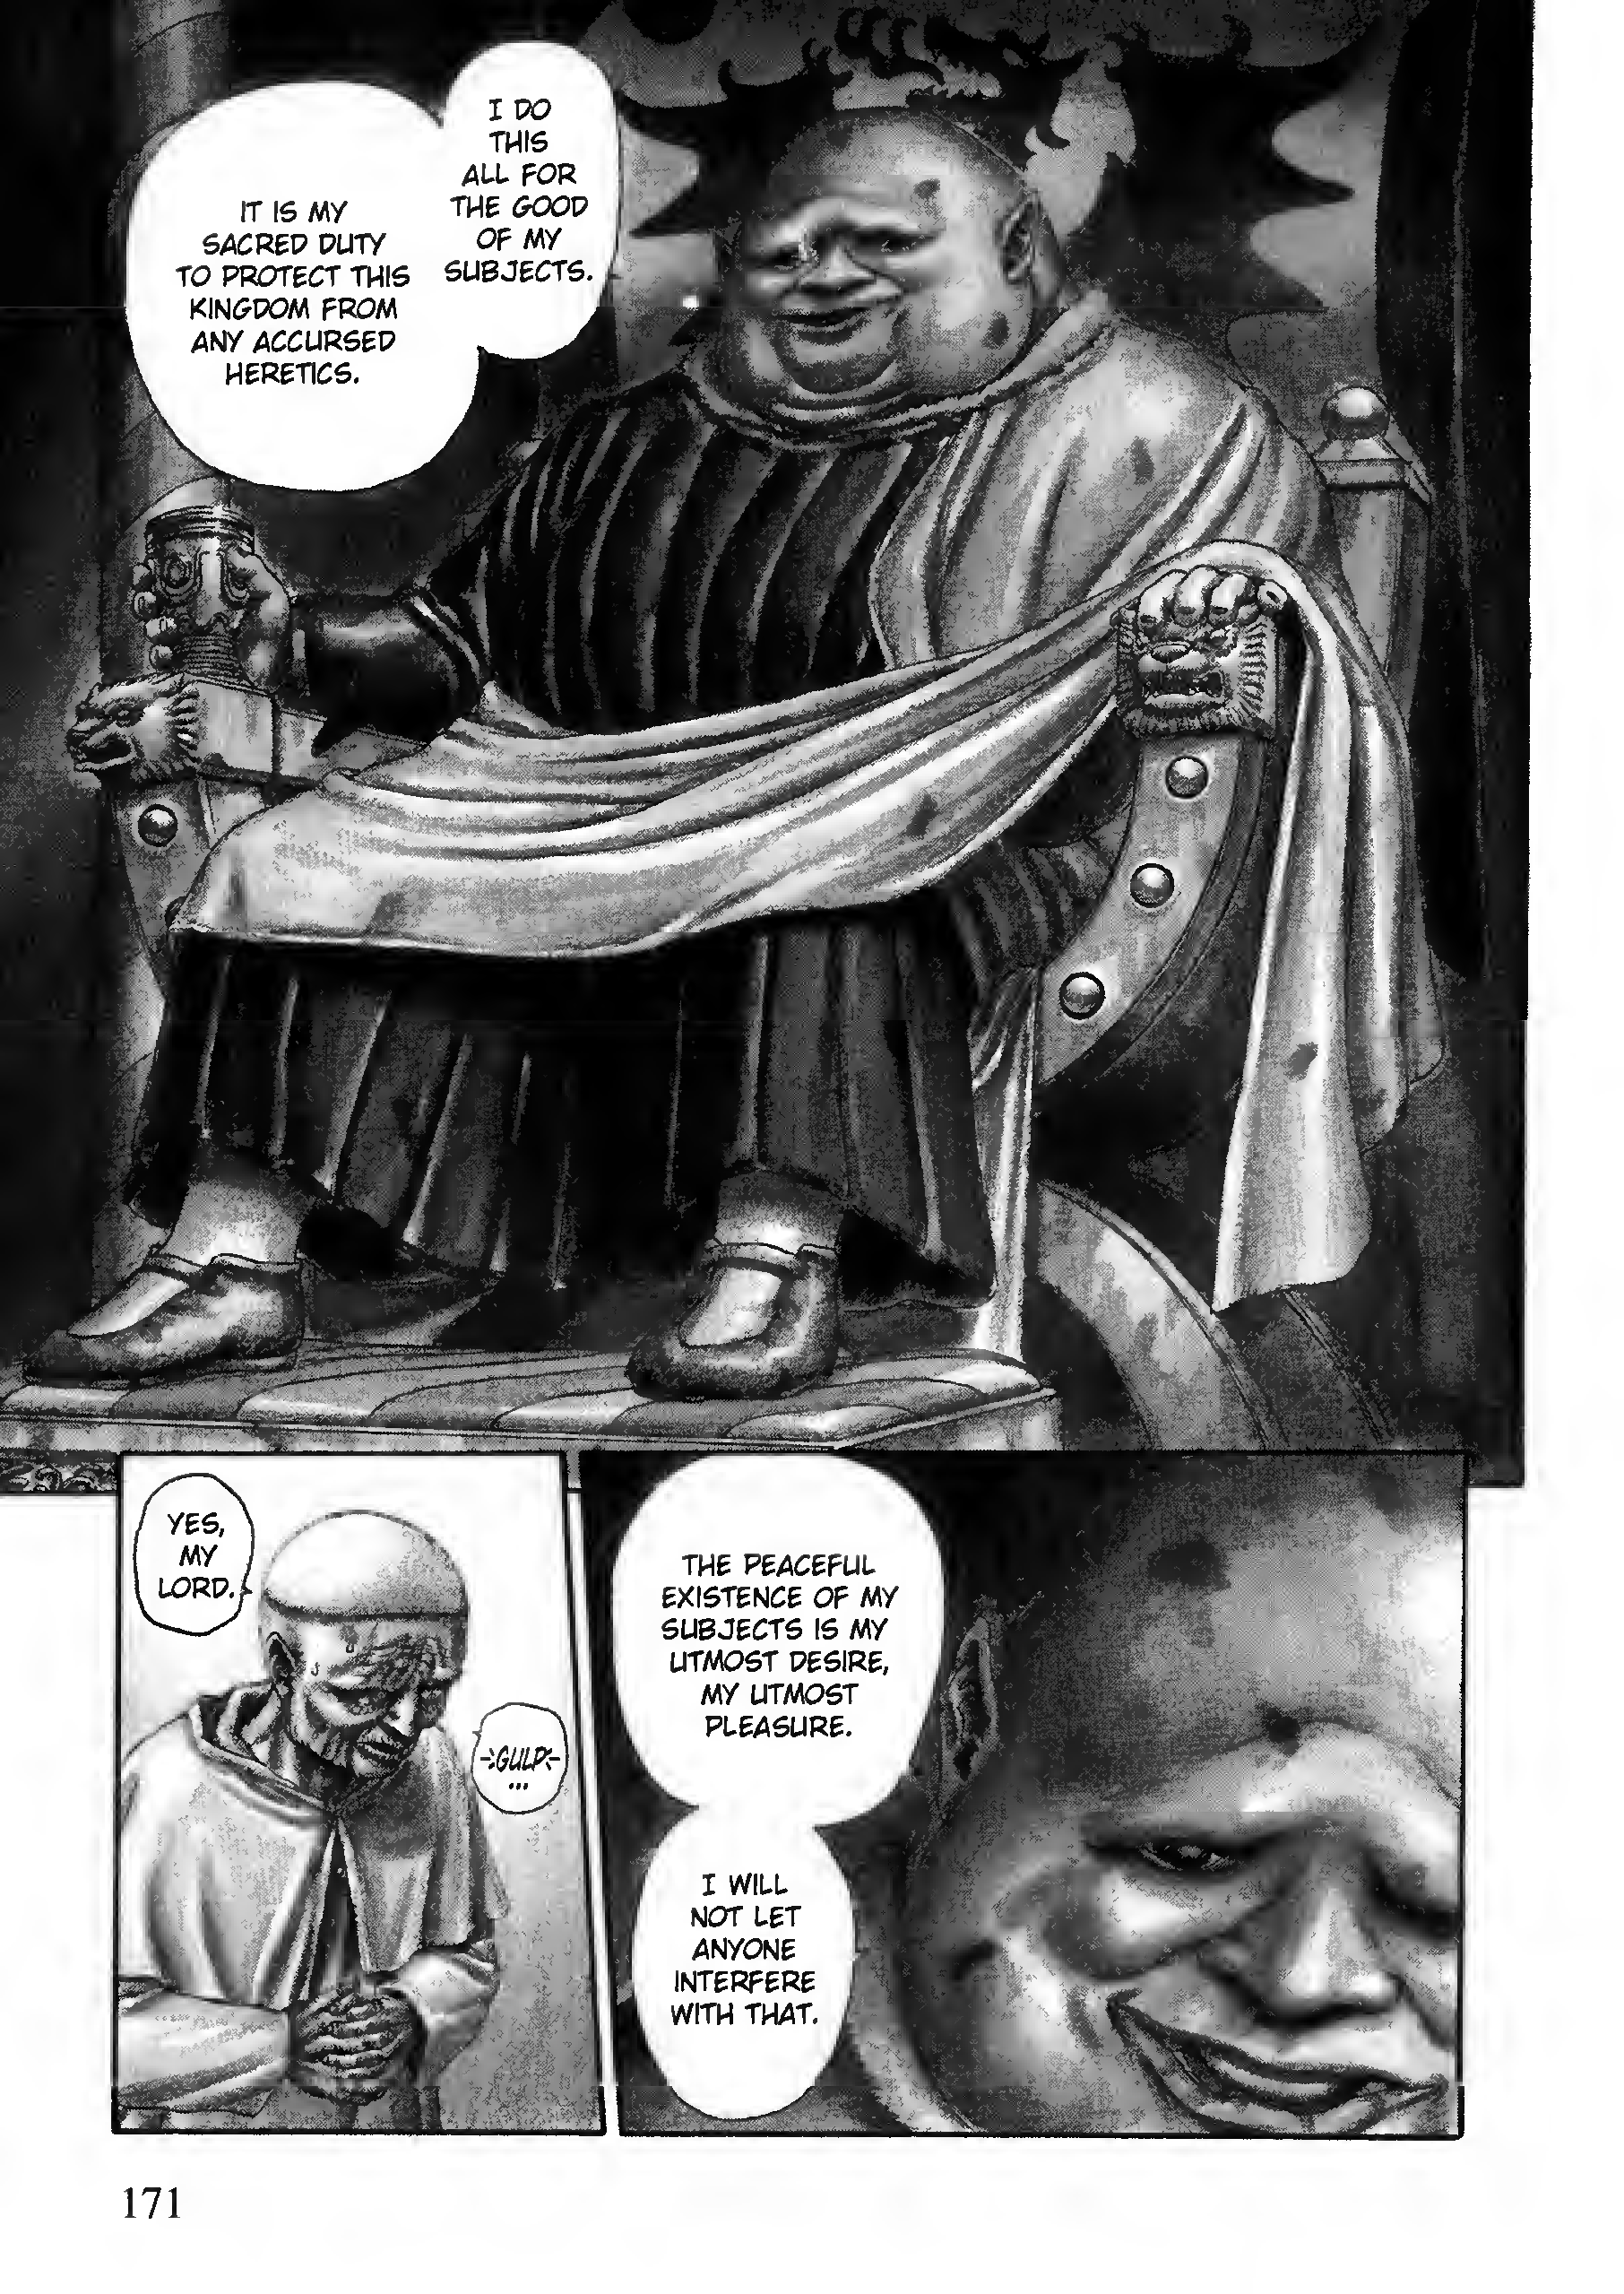 I DO
THIS
ALL FOR
THE GOOD
OF MY
SUBJECTS.
IT IS MY
SACRED DUTY
TO PROTECT THIS
KINGDOM FROM
ANY ACCURSED
HERETICS.
THE PEACEFUL
EXISTENCE OF MY
SUBJECTS IS MY
UTMOST DESIRE,
MY UTMOST
PLEASURE.
I WILL
NOT LET
ANYONE
INTERFERE
WITH THAT.
YES,
MY
LORD.
GULP
...
171